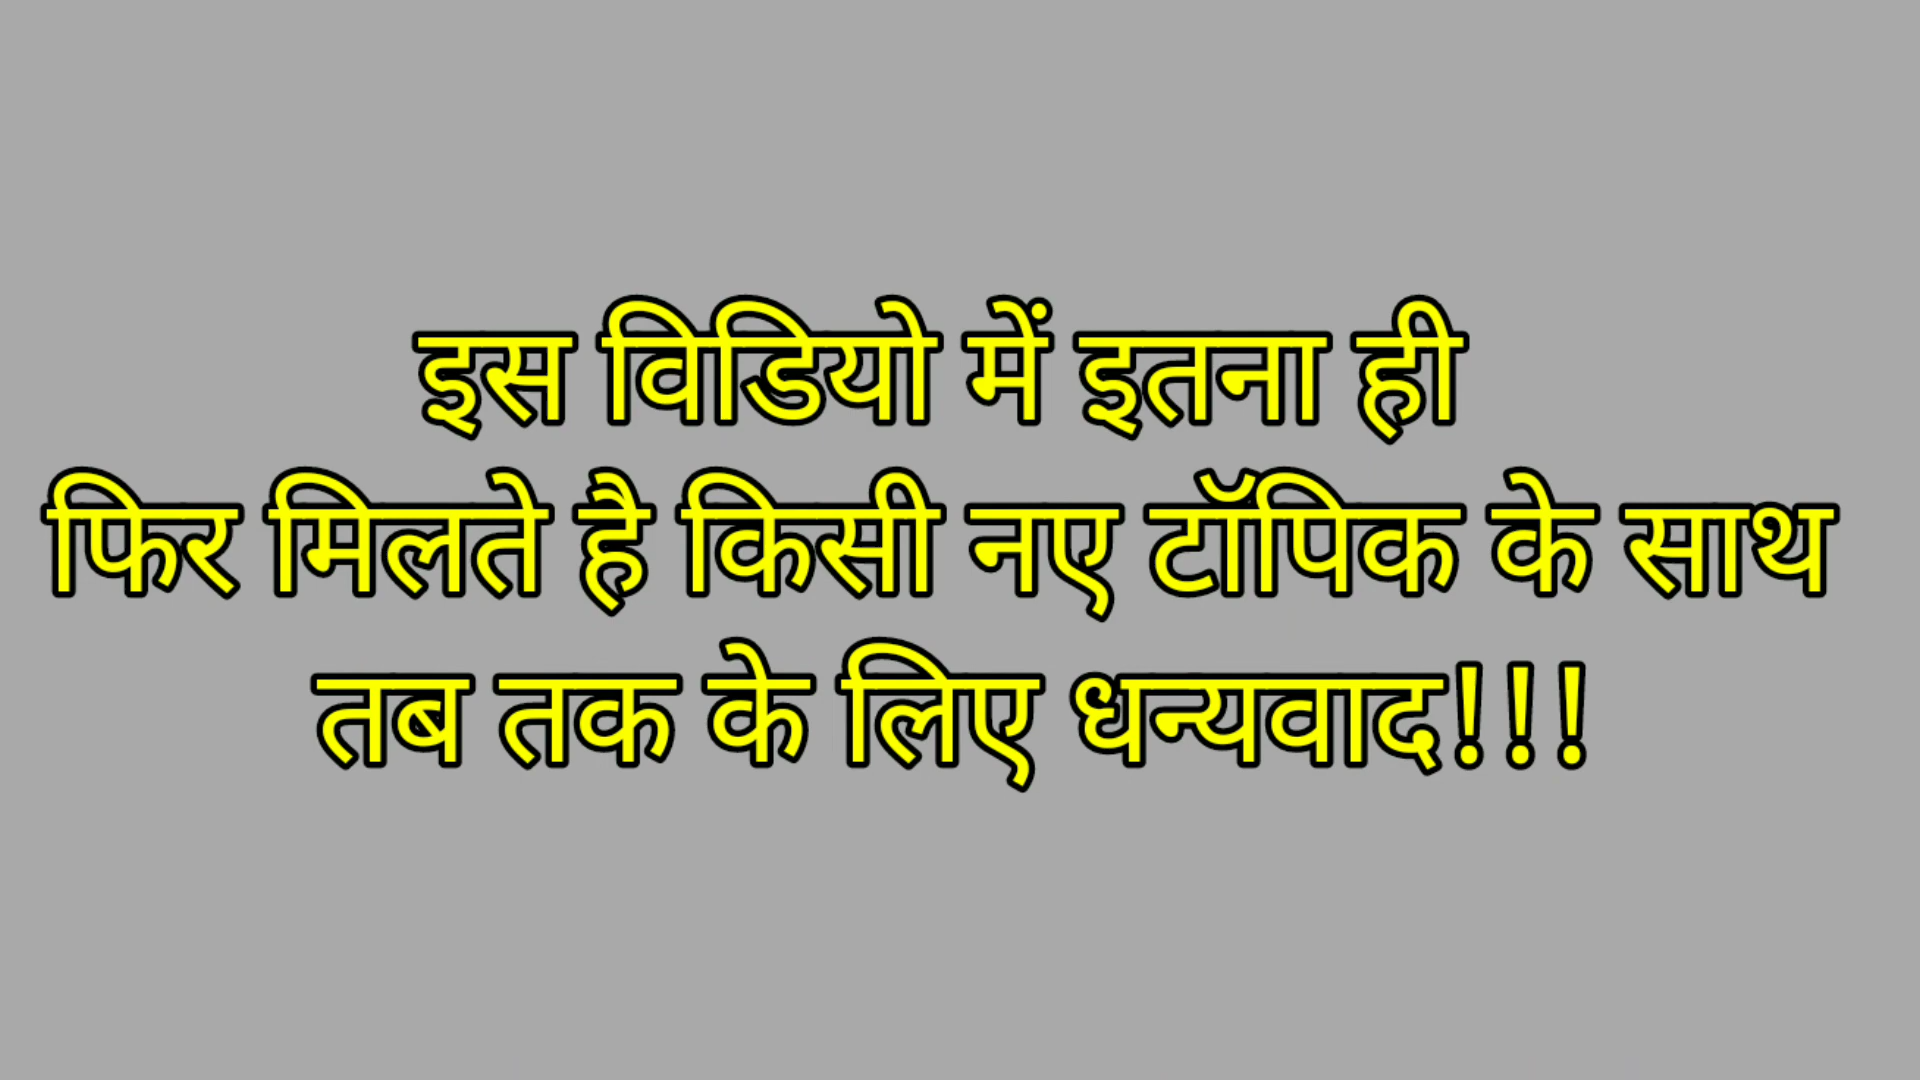 इस विडियो में इतना ही
फिर मिलते है किसी नए टॉपिक के साथ
तब तक के लिए धन्यवाद!!!